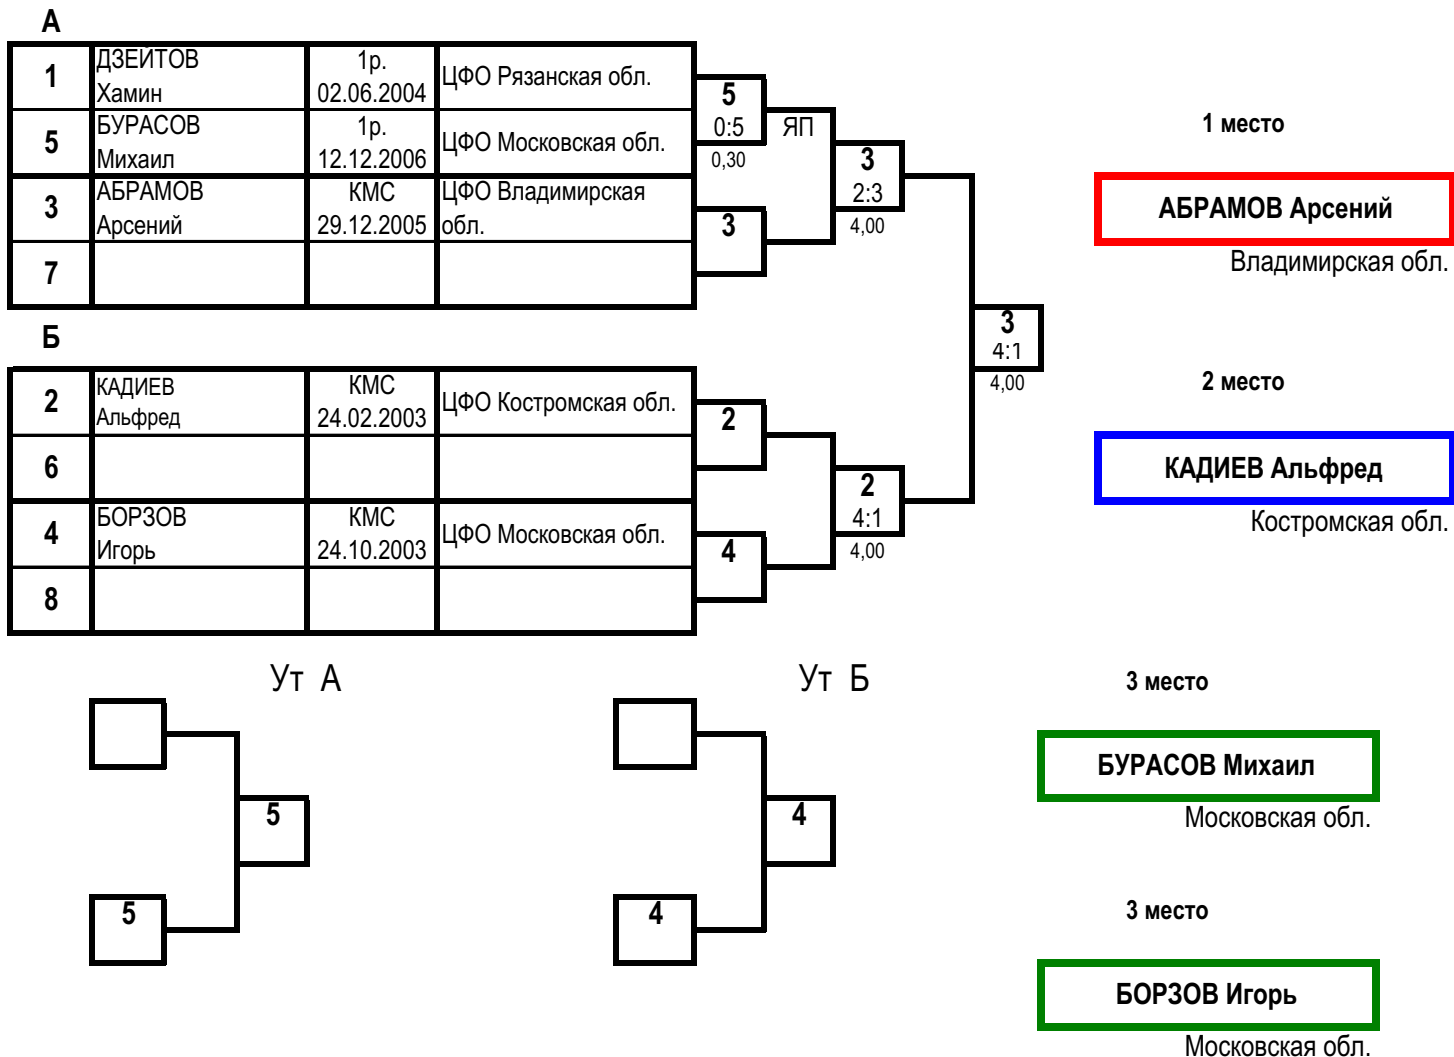 А
1
ДЗЕЙТОВ
Хамин
1р.
02.06.2004
ЦФО Рязанская обл.
5
БУРАСОВ
Михаил
1р.
12.12.2006
ЦФО Московская обл.
3
АБРАМОВ
Арсений
КМС
29.12.2005
ЦФО Владимирская
обл.
7
5
0:5
0,30
ЯП
3
3
2:3
4,00
Б
2
КАДИЕВ
Альфред
КМС
24.02.2003
ЦФО Костромская обл.
6
4
БОРЗОВ
Игорь
КМС
24.10.2003
ЦФО Московская обл.
8
2
4
2
4:1
4,00
3
4:1
4,00
1 место
АБРАМОВ Арсений
Владимирская обл.
2 место
КАДИЕВ Альфред
Костромская обл.
Ут А
5
5
Ут Б
4
4
3 место
БУРАСОВ Михаил
Московская обл.
3 место
БОРЗОВ Игорь
Московская обл.